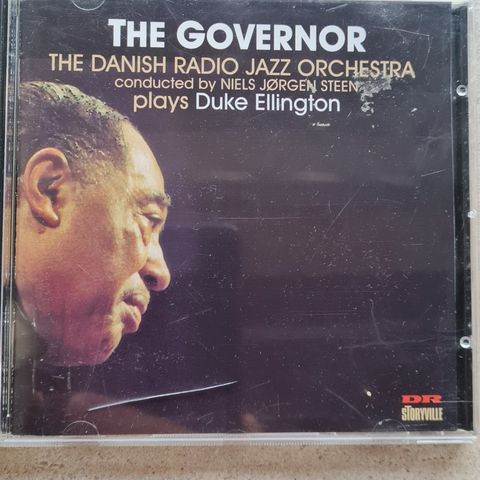 THE GOVERNOR
THE DANISH RADIO JAZZ ORCHESTRA
conducted by NIELS JØRGEN STEEN
plays Duke Ellington
DR
STORYVILLE